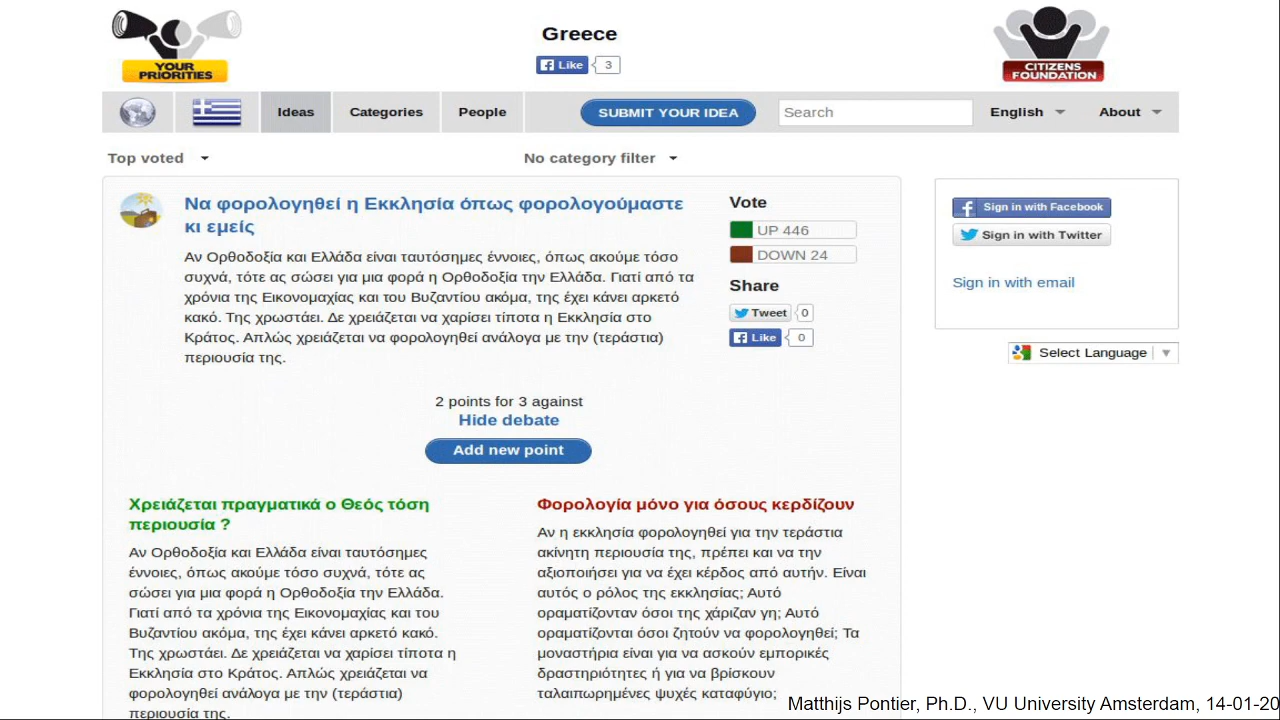 YOUR
PRIORITIES
Greece
Like 3
CITIZENS
FOUNDATION
Ideas Categories People SUBMIT YOUR IDEA Search English About
Top voted No category filter
Να φορολογηθεί η Εκκλησία όπως φορολογούμαστε
κι εμείς
Αν Ορθοδοξία και Ελλάδα είναι ταυτόσημες έννοιες, όπως ακούμε τόσο
συχνά, τότε ας σώσει για μια φορά η Ορθοδοξία την Ελλάδα. Γιατί από τα
χρόνια της Εικονομαχίας και του Βυζαντίου ακόμα, της έχει κάνει αρκετό
κακό. Της χρωστάει. Δε χρειάζεται να χαρίσει τίποτα η Εκκλησία στο
Κράτος. Απλώς χρειάζεται να φορολογηθεί ανάλογα με την (τεράστια)
περιουσία της.
Vote
UP 446
DOWN 24
Share
Tweet 0
Like 0
Sign in with Facebook
Sign in with Twitter
Sign in with email
Select Language
2 points for 3 against
Hide debate
Add new point
Χρειάζεται πραγματικά ο Θεός τόση
περιουσία ?
Αν Ορθοδοξία και Ελλάδα είναι ταυτόσημες
έννοιες, όπως ακούμε τόσο συχνά, τότε ας
σώσει για μια φορά η Ορθοδοξία την Ελλάδα.
Γιατί από τα χρόνια της Εικονομαχίας και του
Βυζαντίου ακόμα, της έχει κάνει αρκετό κακό.
Της χρωστάει. Δε χρειάζεται να χαρίσει τίποτα η
Εκκλησία στο Κράτος. Απλώς χρειάζεται να
φορολογηθεί ανάλογα με την (τεράστια)
περιουσία της.
Φορολογία μόνο για όσους κερδίζουν
Αν η εκκλησία φορολογηθεί για την τεράστια
ακίνητη περιουσία της, πρέπει και να την
αξιοποιήσει για να έχει κέρδος από αυτήν. Είναι
αυτός ο ρόλος της εκκλησίας; Αυτό
οραματίζονταν όσοι της χάριζαν γη; Αυτό
οραματίζονται όσοι ζητούν να φορολογηθεί; Τα
μοναστήρια είναι για να ασκούν εμπορικές
δραστηριότητες ή για να βρίσκουν
ταλαιπωρημένες ψυχές καταφύγιο;
Matthijs Pontier, Ph.D., VU University Amsterdam, 14-01-20